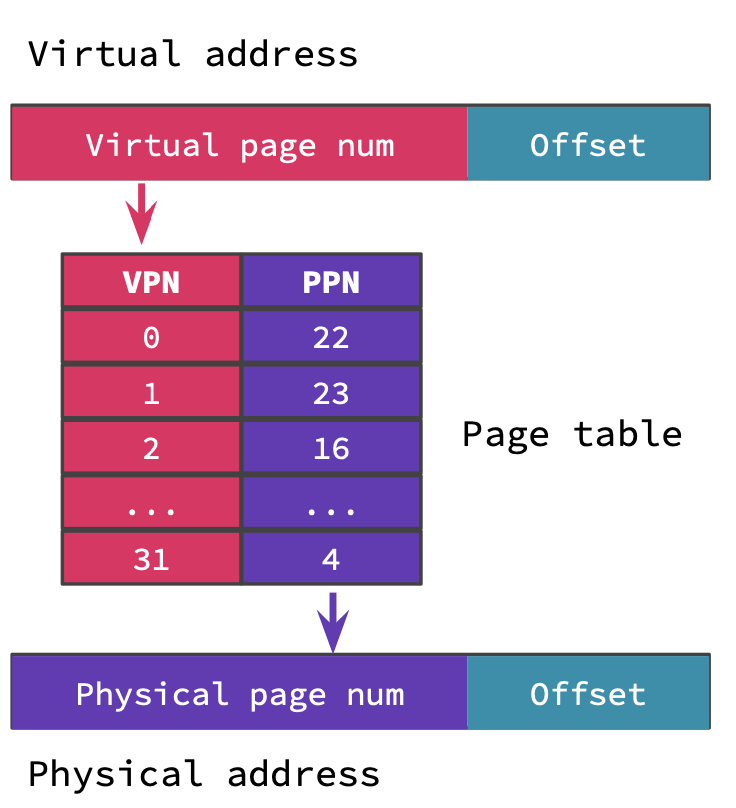 Virtual address
Virtual page num Offset
VPN PPN
0 22
1 23
2 16
... ...
31 4
Page table
Physical page num Offset
Physical address